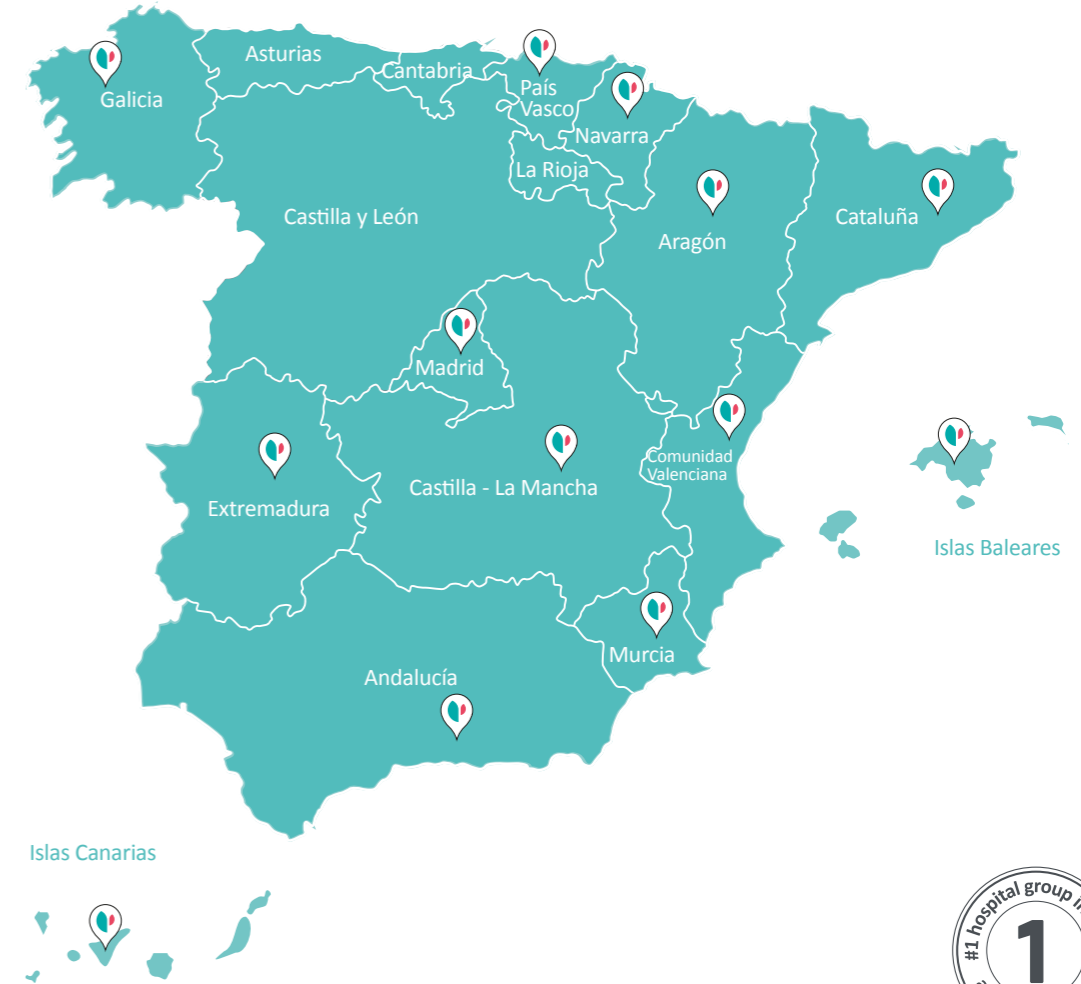 Asturias
Cantabria
País
Vasco
Galicia
Navarra
La Rioja
Castilla y León
Cataluña
Aragón
Madrid
Comunidad
Valenciana
Castilla - La Mancha
Extremadura
Islas Baleares
Murcia
Andalucía
Islas Canarias
#1 hospital group
1